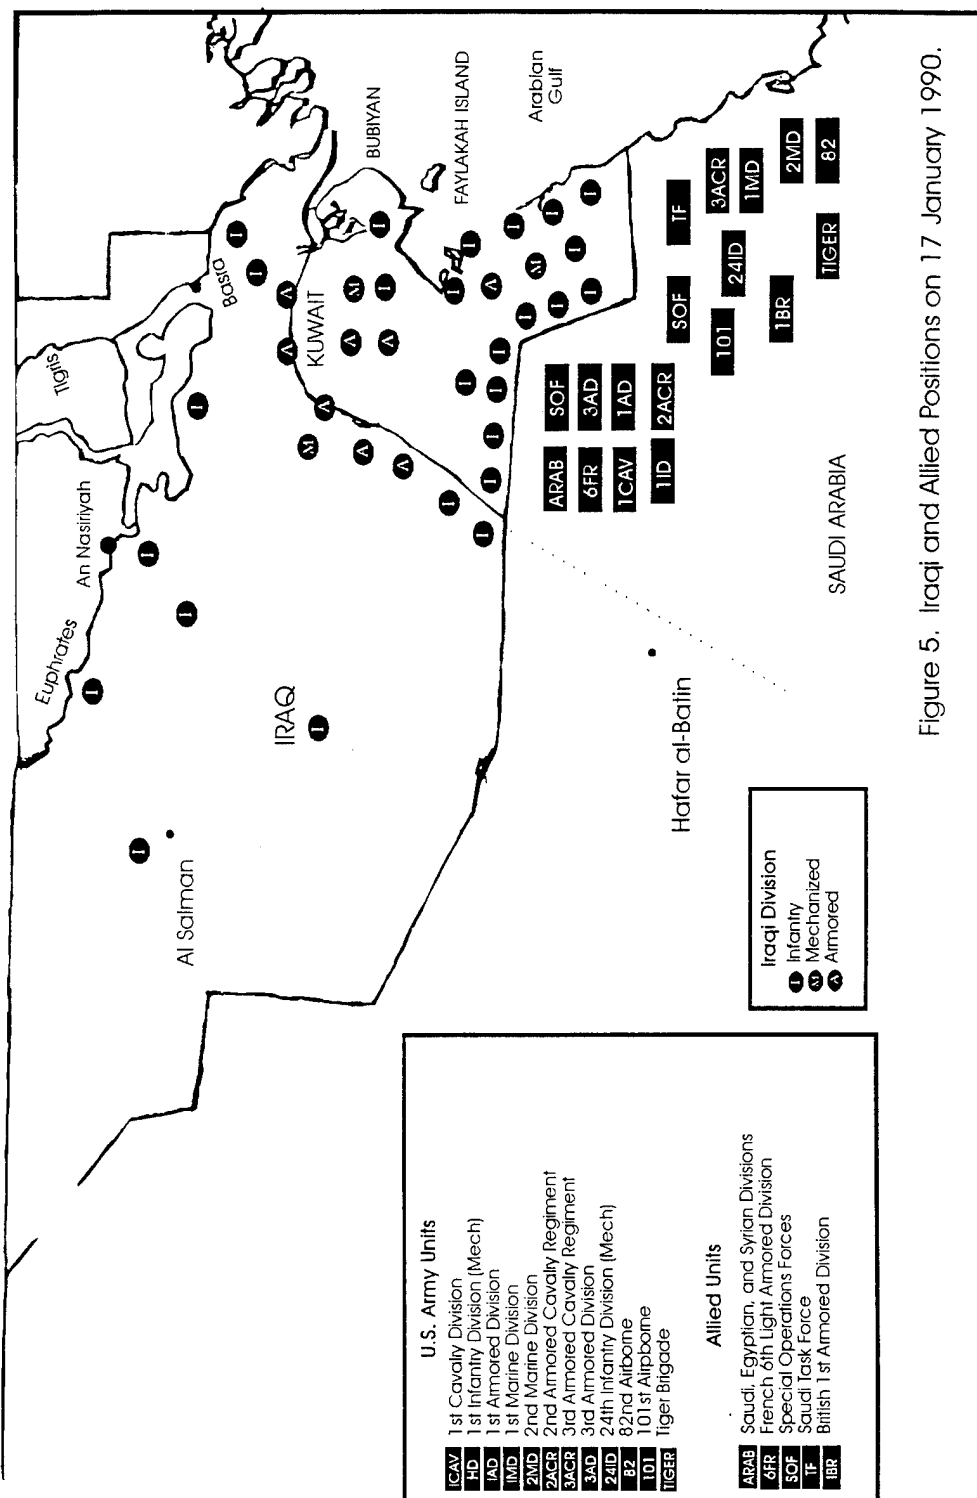 Al Salman
Euphrates
An Nasiriyah
Tigris
Basra
IRAQ
KUWAIT
BUBIYAN
FAYLAKAH ISLAND
Arabian
Gulf
I
I
I
I
I
I
I
I
A
A
M
I
A
A
A
M
A
A
I
I
I
I
I
I
I
I
I
I
I
I
A
M
I
I
I
I
I
I
Hafar al-Batin
SAUDI ARABIA
ARAB
SOF
6FR
3AD
1CAV
1AD
1ID
2ACR
SOF
TF
101
24ID
3ACR
1MD
1BR
2MD
TIGER
82
U.S. Army Units
ICAV 1st Cavalry Division
HD 1st Infantry Division (Mech)
IAD 1st Armored Division
IMD 1st Marine Division
2MD 2nd Marine Division
2ACR 2nd Armored Cavalry Regiment
3ACR 3rd Armored Cavalry Regiment
3AD 3rd Armored Division
24ID 24th Infantry Division (Mech)
82 82nd Airborne
101 101st Airpborne
TIGER Tiger Brigade
Allied Units
ARAB Saudi, Egyptian, and Syrian Divisions
6FR French 6th Light Armored Division
SOF Special Operations Forces
TF Saudi Task Force
IBR British 1st Armored Division
Iraqi Division
I Infantry
M Mechanized
A Armored
Figure 5. Iraqi and Allied Positions on 17 January 1990.